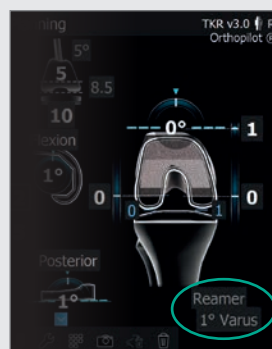 ning
TKR v3.0
Orthopilot ®
5°
5
8.5
10
0°
1
lexion
1°
0
0
0
1
Posterior
1°
Reamer
1° Varus